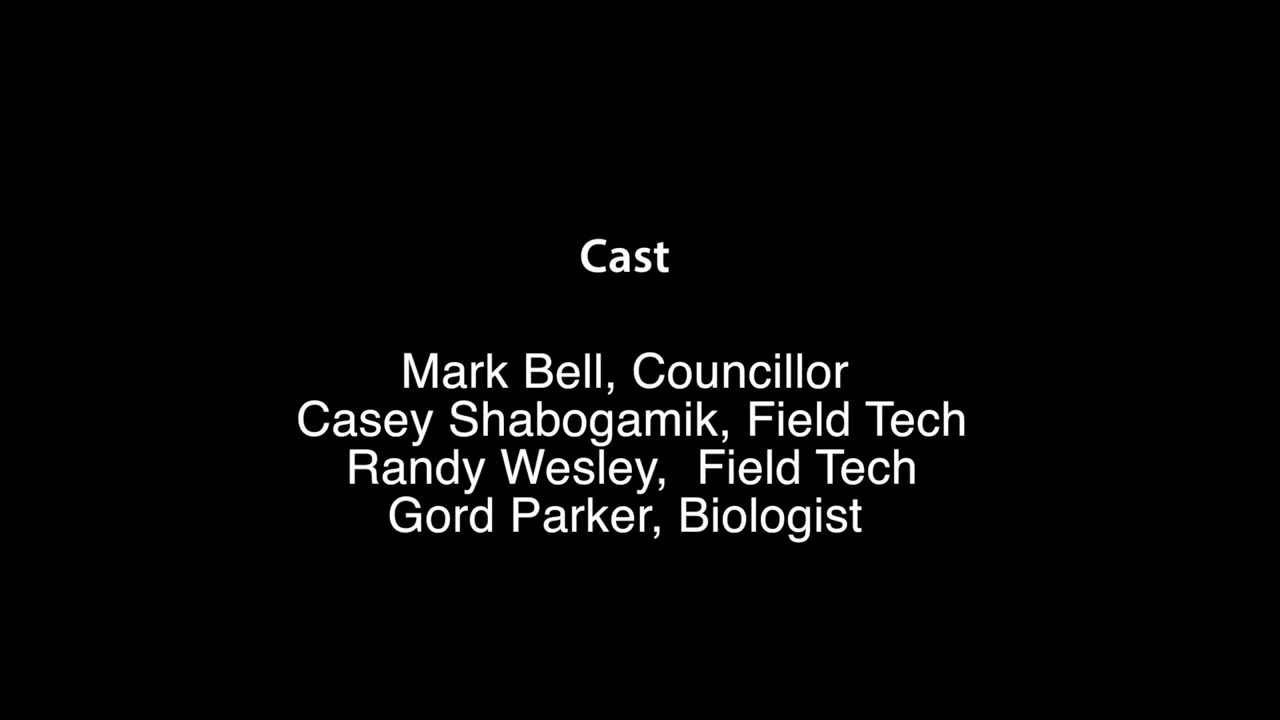 Cast
Mark Bell, Councillor
Casey Shabogamik, Field Tech
Randy Wesley,  Field Tech
Gord Parker, Biologist